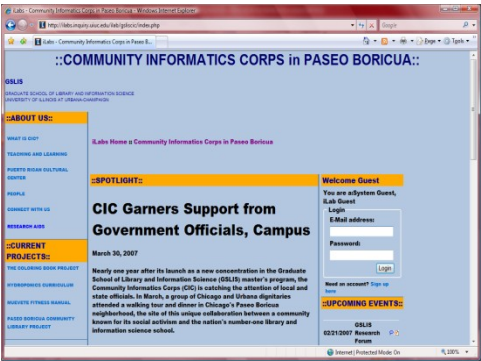 iLabs - Community Informatics Corps in Paseo Boricua - Windows Internet Explorer
http://ilabs.inquiry.uiuc.edu/ilab/gsliscic/index.php
Google
iLabs - Community Informatics Corps in Paseo B...
Page
Tools
::COMMUNITY INFORMATICS CORPS in PASEO BORICUA::
GSLIS
GRADUATE SCHOOL OF LIBRARY AND INFORMATION SCIENCE
UNIVERSITY OF ILLINOIS AT URBANA-CHAMPAIGN
::ABOUT US::
WHAT IS CIC?
TEACHING AND LEARNING
PUERTO RICAN CULTURAL
CENTER
PEOPLE
CONNECT WITH US
RESEARCH AIDS
::CURRENT
PROJECTS::
THE COLORING BOOK PROJECT
HYDROPONICS CURRICULUM
MUEVETE FITNESS MANUAL
PASEO BORICUA COMMUNITY
LIBRARY PROJECT
iLabs Home :: Community Informatics Corps in Paseo Boricua
::SPOTLIGHT::
CIC Garners Support from
Government Officials, Campus
March 30, 2007
Nearly one year after its launch as a new concentration in the Graduate
School of Library and Information Science (GSLIS) master's program, the
Community Informatics Corps (CIC) is catching the attention of local and
state officials. In March, a group of Chicago and Urbana dignitaries
attended a walking tour and dinner in Chicago's Paseo Boricua
neighborhood, the site of this unique collaboration between a community
known for its social activism and the nation's number-one library and
information science school.
Welcome Guest
You are a:System Guest,
iLab Guest
Login
E-Mail address:
Password:
Login
Need an account? Sign up
here
::UPCOMING EVENTS::
GSLIS
02/21/2007 Research
Forum
Internet | Protected Mode: On
100%